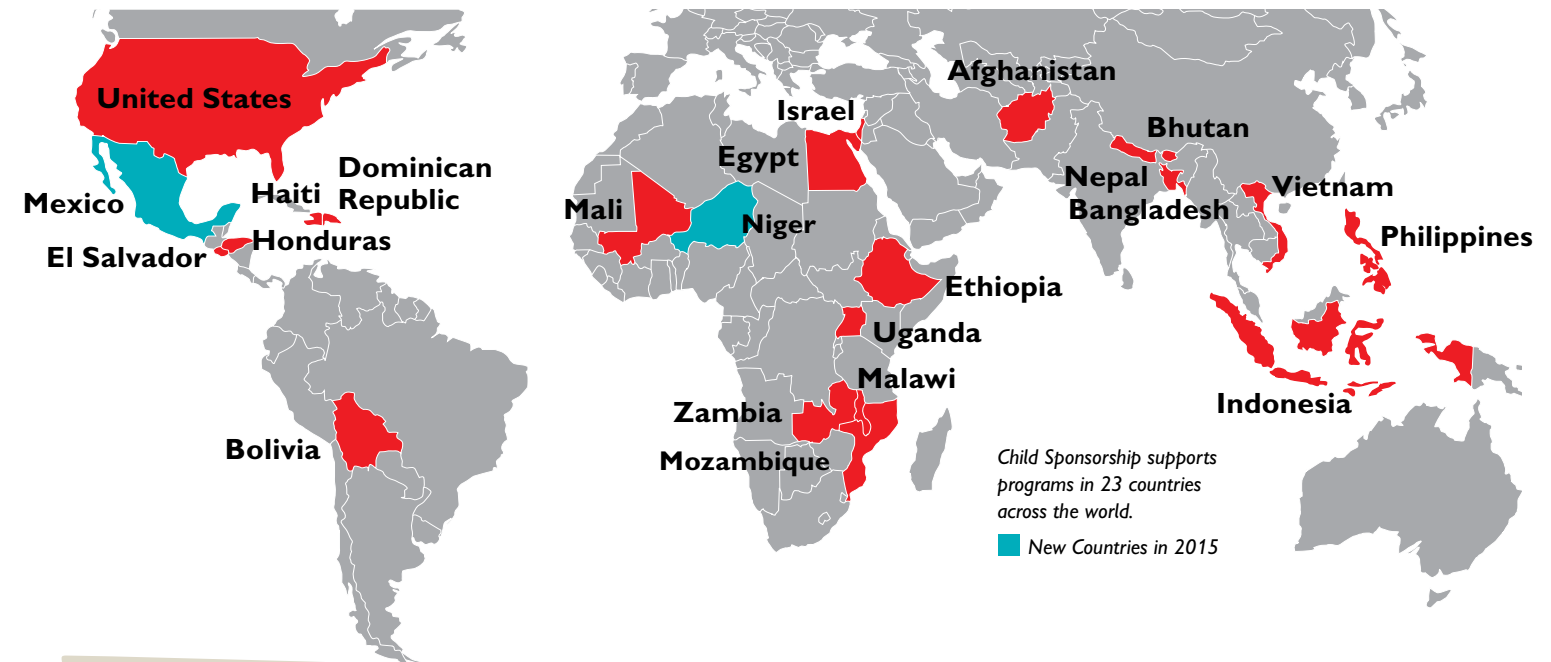 United States
Mexico
Haiti
Dominican
Republic
Honduras
El Salvador
Bolivia
Israel
Egypt
Mali
Niger
Ethiopia
Uganda
Malawi
Zambia
Mozambique
Afghanistan
Bhutan
Nepal
Bangladesh
Vietnam
Philippines
Indonesia
Child Sponsorship supports
programs in 23 countries
across the world.
New Countries in 2015